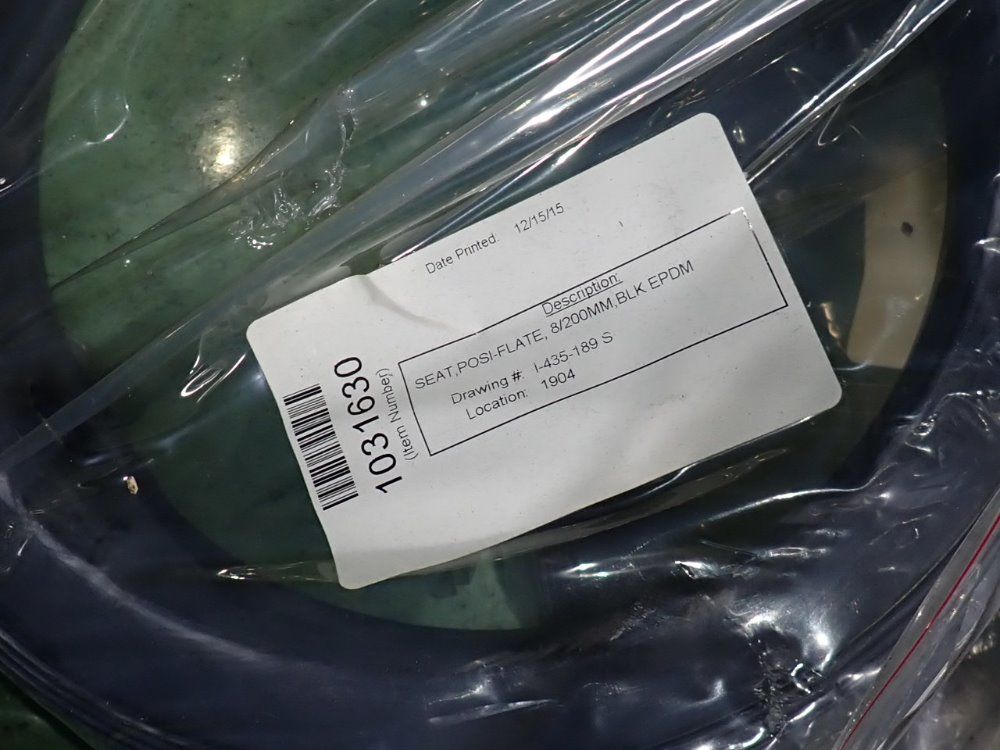 Date Printed: 12/15/15
Description:
SEAT,POSI-FLATE, 8/200MM,BLK EPDM
Drawing #: I-435-189 S
Location: 1904
1031630
(Item Number)